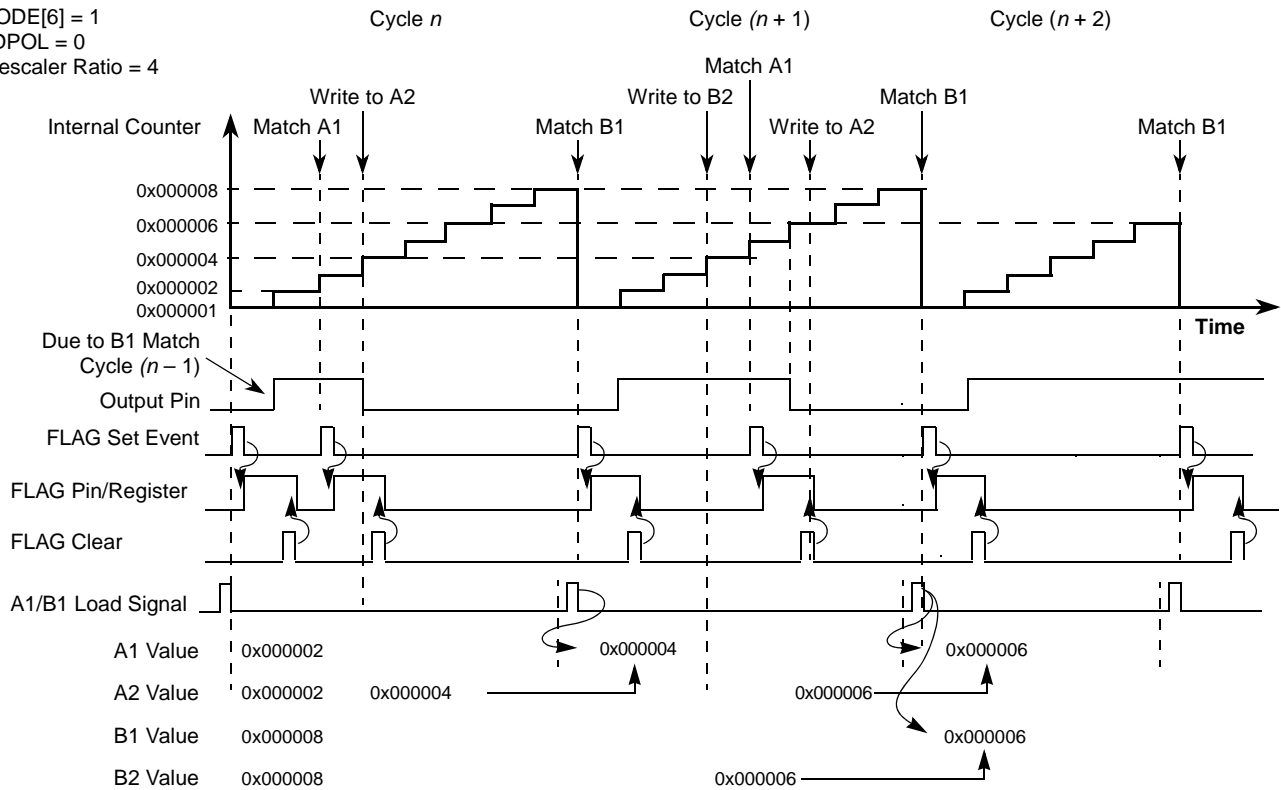 ODE[6] = 1
DPOL = 0
escaler Ratio = 4
Cycle n
Cycle (n + 1)
Cycle (n + 2)
Match A1
Write to A2
Write to B2
Match B1
Internal Counter
Match A1
Match B1
Write to A2
Match B1
0x000008
0x000006
0x000004
0x000002
0x000001
Time
Due to B1 Match
Cycle (n – 1)
Output Pin
FLAG Set Event
FLAG Pin/Register
FLAG Clear
A1/B1 Load Signal
A1 Value 0x000002 0x000004 0x000006
A2 Value 0x000002 0x000004 0x000006
B1 Value 0x000008 0x000006
B2 Value 0x000008 0x000006